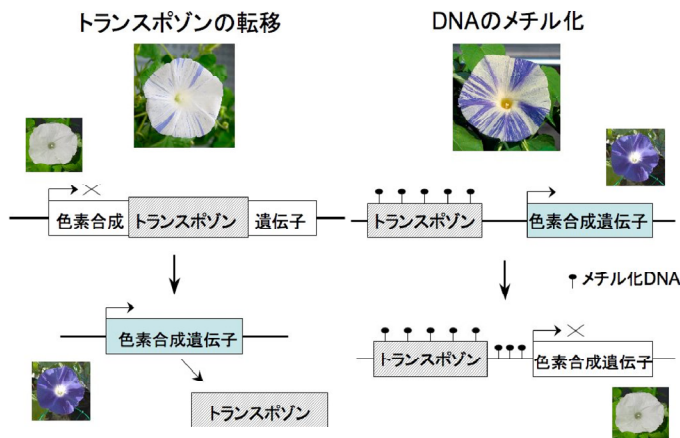 トランスポゾンの転移
色素合成
トランスポゾン
遺伝子
色素合成遺伝子
トランスポゾン
DNAのメチル化
トランスポゾン
色素合成遺伝子
メチル化DNA
トランスポゾン
色素合成遺伝子